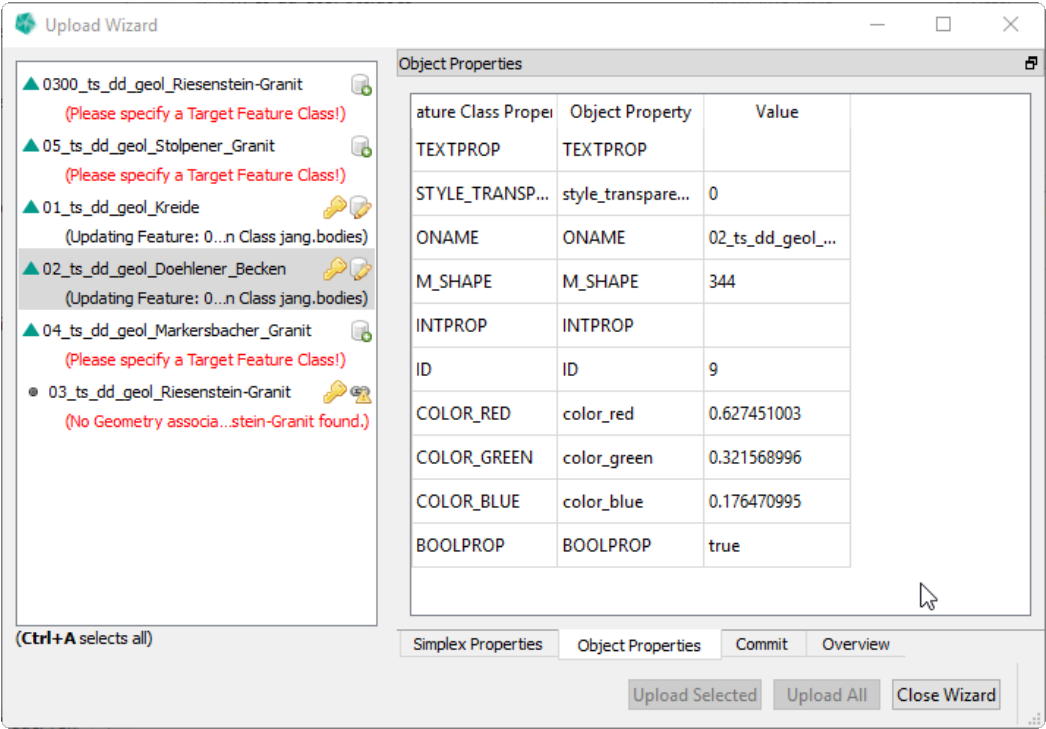 Upload Wizard
0300_ts_dd_geol_Riesenstein-Granit
(Please specify a Target Feature Class!)
05_ts_dd_geol_Stolpener_Granit
(Please specify a Target Feature Class!)
01_ts_dd_geol_Kreide
(Updating Feature: 0...n Class jang.bodies)
02_ts_dd_geol_Doehlener_Becken
(Updating Feature: 0...n Class jang.bodies)
04_ts_dd_geol_Markersbacher_Granit
(Please specify a Target Feature Class!)
03_ts_dd_geol_Riesenstein-Granit
(No Geometry associa...stein-Granit found.)
(Ctrl+A selects all)
Object Properties
ature Class Proper Object Property Value
TEXTPROP TEXTPROP
STYLE_TRANSP... style_transpare... 0
ONAME ONAME 02_ts_dd_geol_...
M_SHAPE M_SHAPE 344
INTPROP INTPROP
ID ID 9
COLOR_RED color_red 0.627451003
COLOR_GREEN color_green 0.321568996
COLOR_BLUE color_blue 0.176470995
BOOLPROP BOOLPROP true
Simplex Properties Object Properties Commit Overview
Upload Selected Upload All Close Wizard